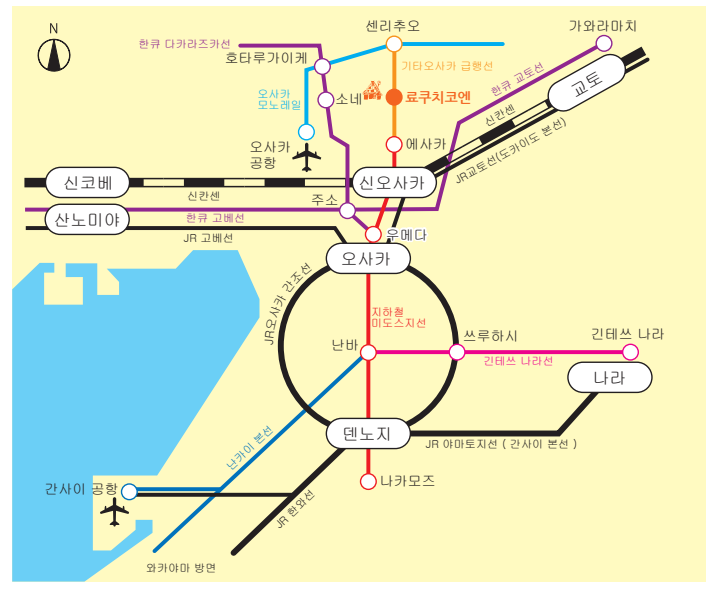 N
센리추오
가와라마치
한큐 다카라즈카선
호타루가이케
가타오사카 급행선
한큐 교토선
교토
오사카
모노레일
소네
료쿠치코엔
신칸센
오사카
공항
에사카
JR교토선(도카이도 본선)
신코베
신오사카
신칸센
주소
산노미야
한큐 고베선
JR 고베선
우메다
오사카
JR오사카 간조선
지하철
미도스지선
난바
쓰루하시
긴테쓰 나라
긴테쓰 나라선
나라
덴노지
난카이 본선
JR 야마토지선 ( 간사이 본선 )
나카모즈
간사이 공항
JR 한와선
와카야마 방면